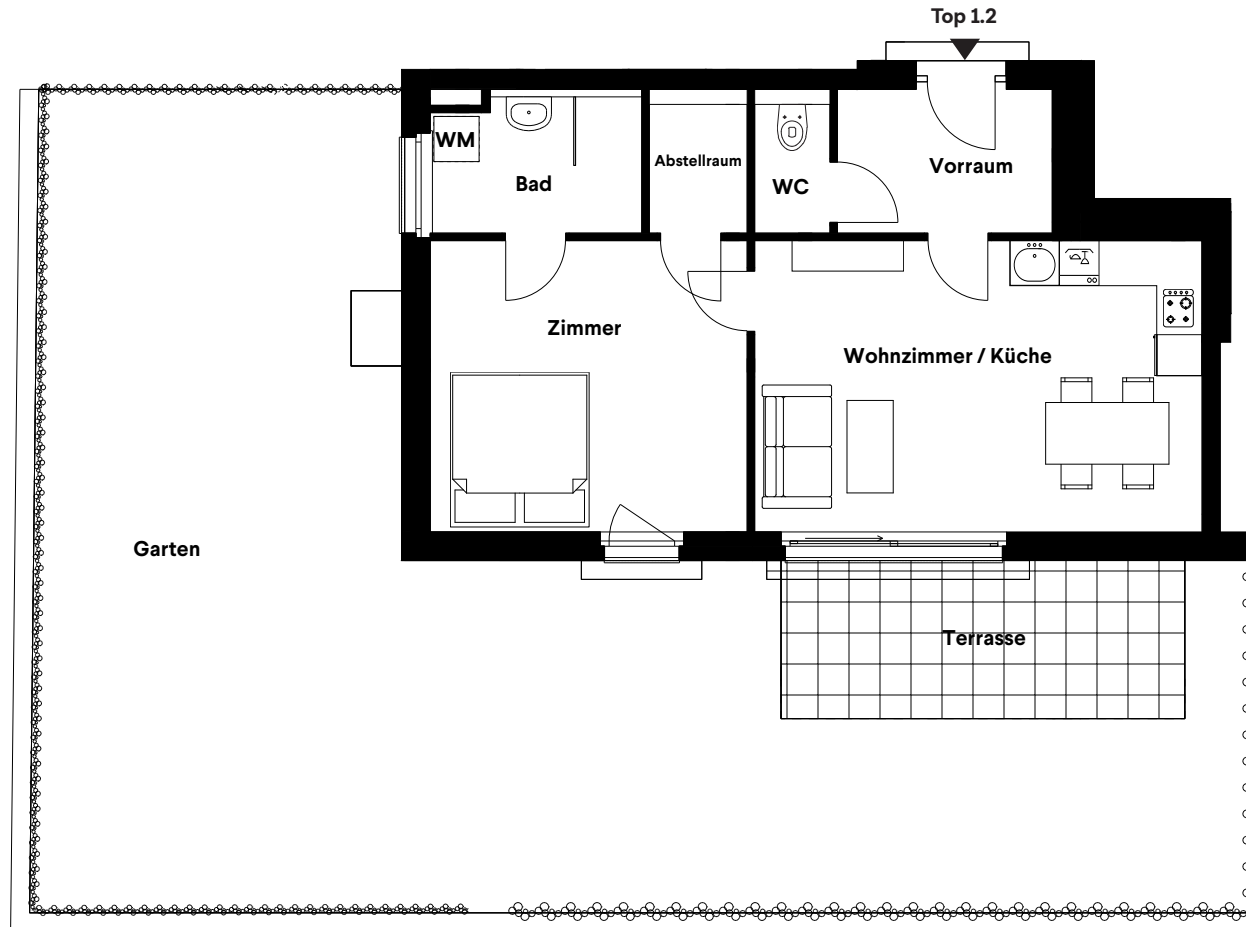 Top 1.2
WM
Bad
Abstellraum
WC
Vorraum
Zimmer
Wohnzimmer / Küche
Garten
Terrasse